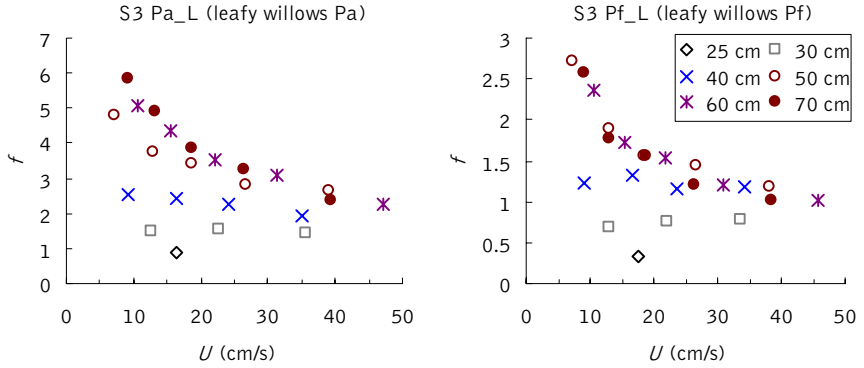 S3 Pa_L (leafy willows Pa)
7
6
5
4
3
2
1
0
f
0 10 20 30 40 50
U (cm/s)
S3 Pf_L (leafy willows Pf)
3
2.5
2
1.5
1
0.5
0
f
0 10 20 30 40 50
U (cm/s)
25 cm 30 cm
40 cm 50 cm
60 cm 70 cm